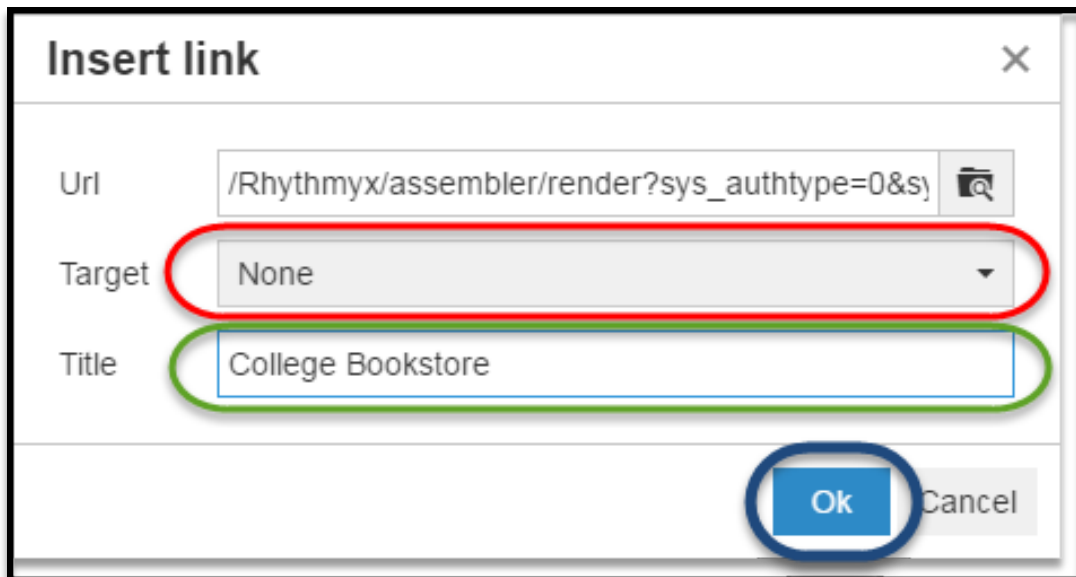 Insert link
Url /Rhythmyx/assembler/render?sys_authtype=0&sy
Target None
Title College Bookstore
Ok Cancel